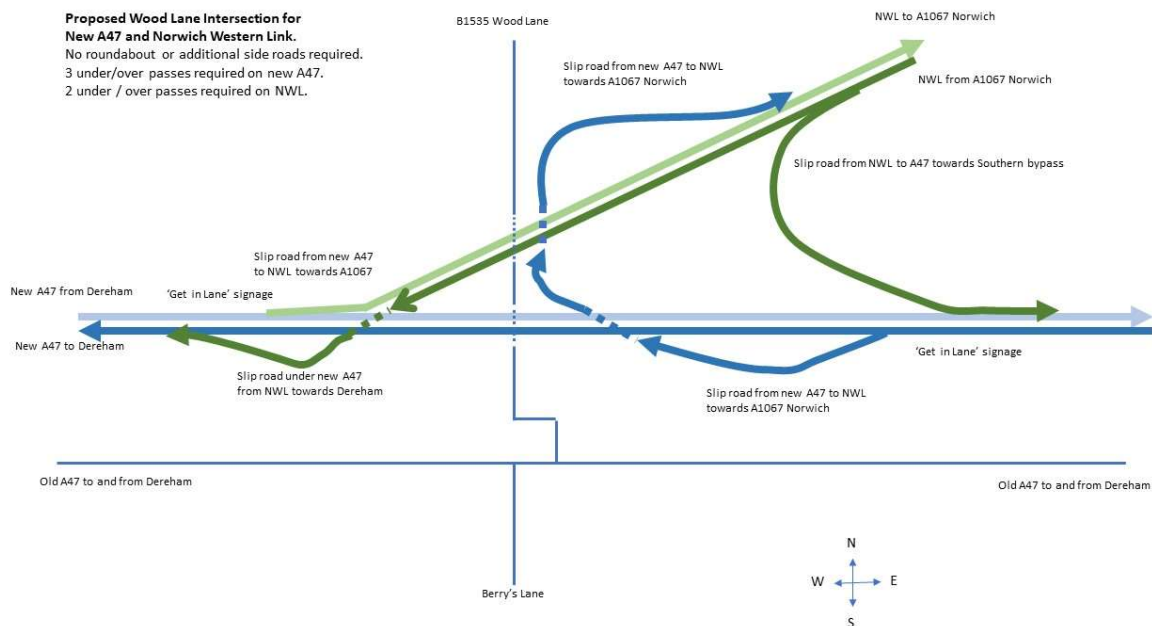 Proposed Wood Lane Intersection for
New A47 and Norwich Western Link.
No roundabout or additional side roads required.
3 under/over passes required on new A47.
2 under / over passes required on NWL.
B1535 Wood Lane
NWL to A1067 Norwich
Slip road from new A47 to NWL
towards A1067 Norwich
NWL from A1067 Norwich
Slip road from NWL to A47 towards Southern bypass
Slip road from new A47
to NWL towards A1067
New A47 from Dereham
'Get in Lane' signage
New A47 to Dereham
'Get in Lane' signage
Slip road under new A47
from NWL towards Dereham
Slip road from new A47 to NWL
towards A1067 Norwich
Old A47 to and from Dereham
Old A47 to and from Dereham
N
W
E
S
Berry's Lane